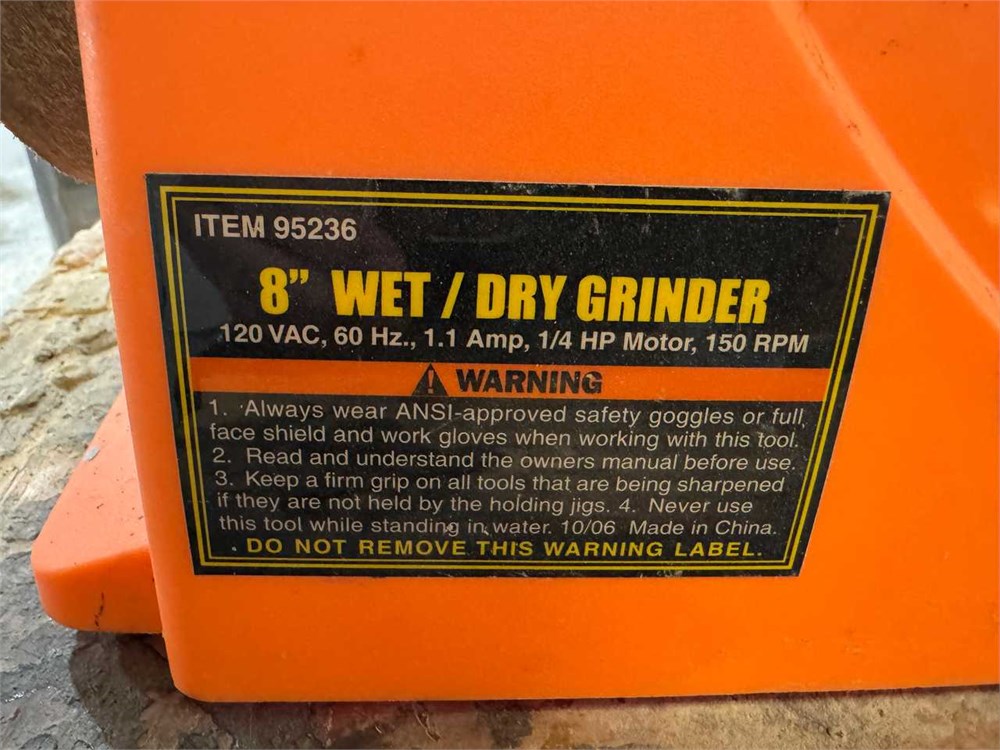 ITEM 95236
8” WET / DRY GRINDER
120 VAC, 60 Hz., 1.1 Amp, 1/4 HP Motor, 150 RPM
WARNING
1. Always wear ANSI-approved safety goggles or full
face shield and work gloves when working with this tool.
2. Read and understand the owners manual before use.
3. Keep a firm grip on all tools that are being sharpened
if they are not held by the holding jigs. 4. Never use
this tool while standing in water. 10/06 Made in China.
DO NOT REMOVE THIS WARNING LABEL.